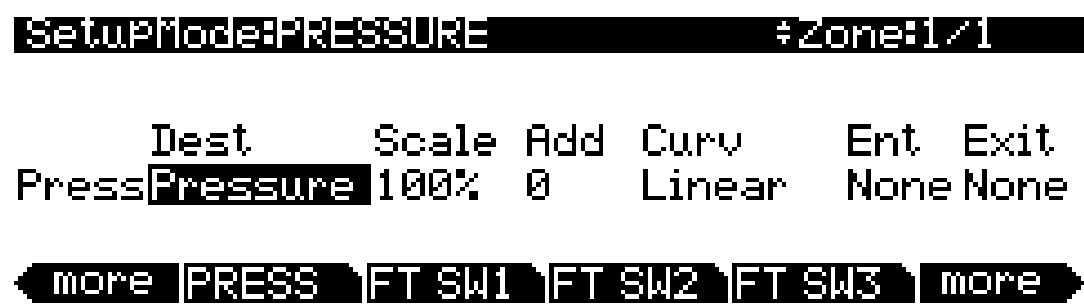 SetupMode:PRESSURE ÷Zone:1/1
Dest Scale Add Curv Ent Exit
Press Pressure 100% 0 Linear None None
more PRESS FT SW1 FT SW2 FT SW3 more